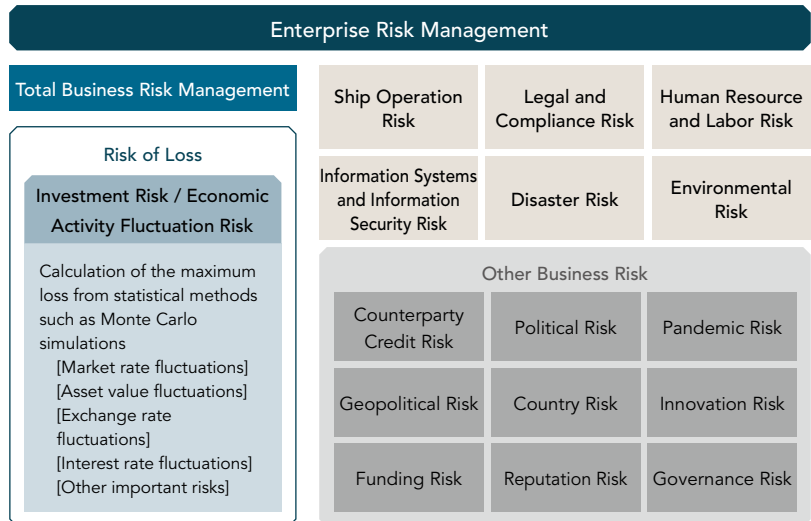 Enterprise Risk Management
Total Business Risk Management
Risk of Loss
Investment Risk / Economic
Activity Fluctuation Risk
Calculation of the maximum
loss from statistical methods
such as Monte Carlo
simulations
[Market rate fluctuations]
[Asset value fluctuations]
[Exchange rate
fluctuations]
[Interest rate fluctuations]
[Other important risks]
Ship Operation
Risk
Legal and
Compliance Risk
Human Resource
and Labor Risk
Information Systems
and Information
Security Risk
Disaster Risk
Environmental
Risk
Other Business Risk
Counterparty
Credit Risk
Political Risk
Pandemic Risk
Geopolitical Risk
Country Risk
Innovation Risk
Funding Risk
Reputation Risk
Governance Risk